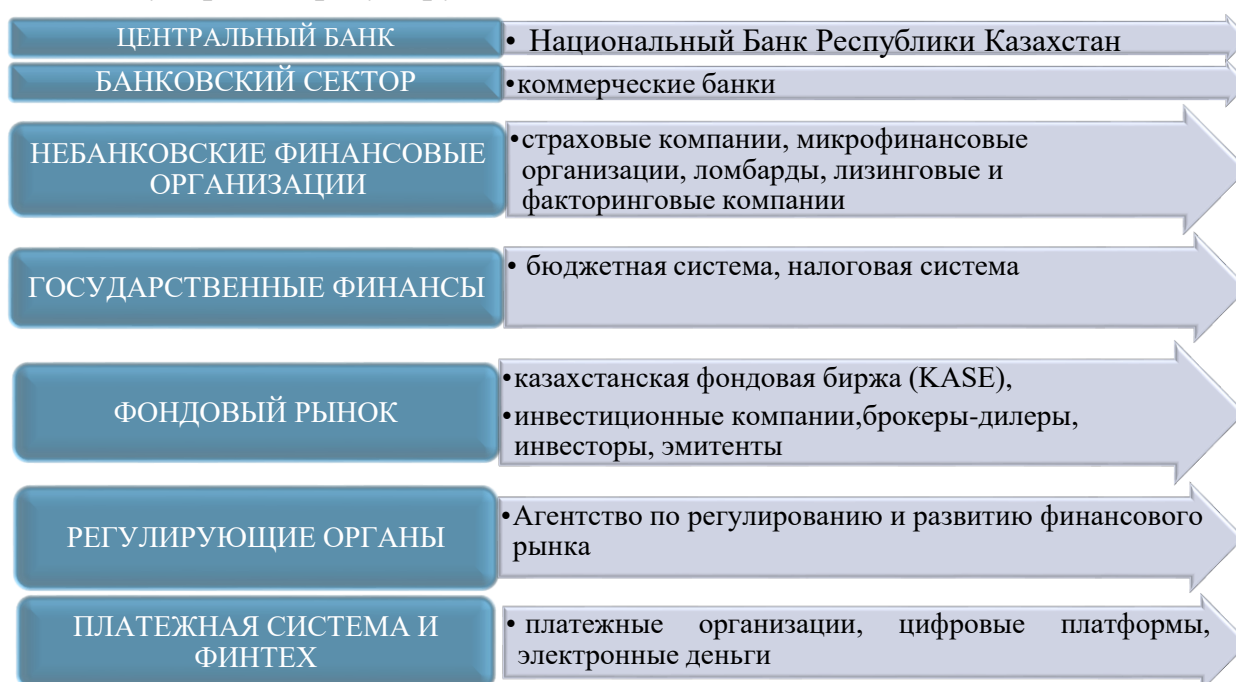 ЦЕНТРАЛЬНЫЙ БАНК
• Национальный Банк Республики Казахстан
БАНКОВСКИЙ СЕКТОР
•коммерческие банки
НЕБАНКОВСКИЕ ФИНАНСОВЫЕ
ОРГАНИЗАЦИИ
•страховые компании, микрофинансовые
организации, ломбарды, лизинговые и
факторинговые компании
ГОСУДАРСТВЕННЫЕ ФИНАНСЫ
• бюджетная система, налоговая система
ФОНДОВЫЙ РЫНОК
•казахстанская фондовая биржа (KASE),
•инвестиционные компании,брокеры-дилеры,
инвесторы, эмитенты
РЕГУЛИРУЮЩИЕ ОРГАНЫ
•Агентство по регулированию и развитию финансового
рынка
ПЛАТЕЖНАЯ СИСТЕМА И
ФИНТЕХ
• платежные организации, цифровые платформы,
электронные деньги